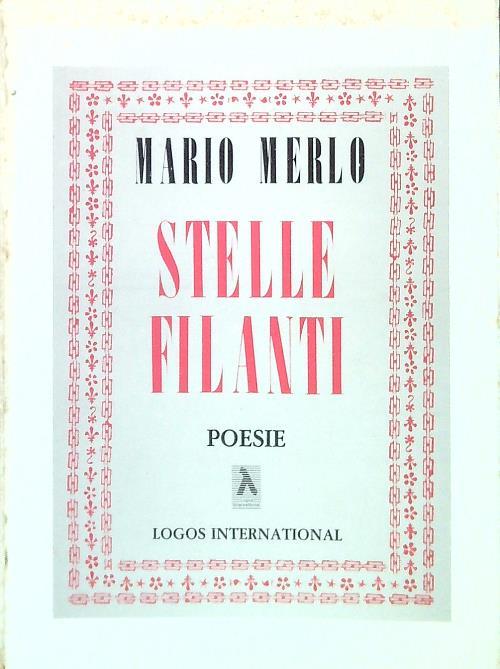 MARIO MERLO
STELLE
FILANTI
POESIE
λ
LOGOS INTERNATIONAL